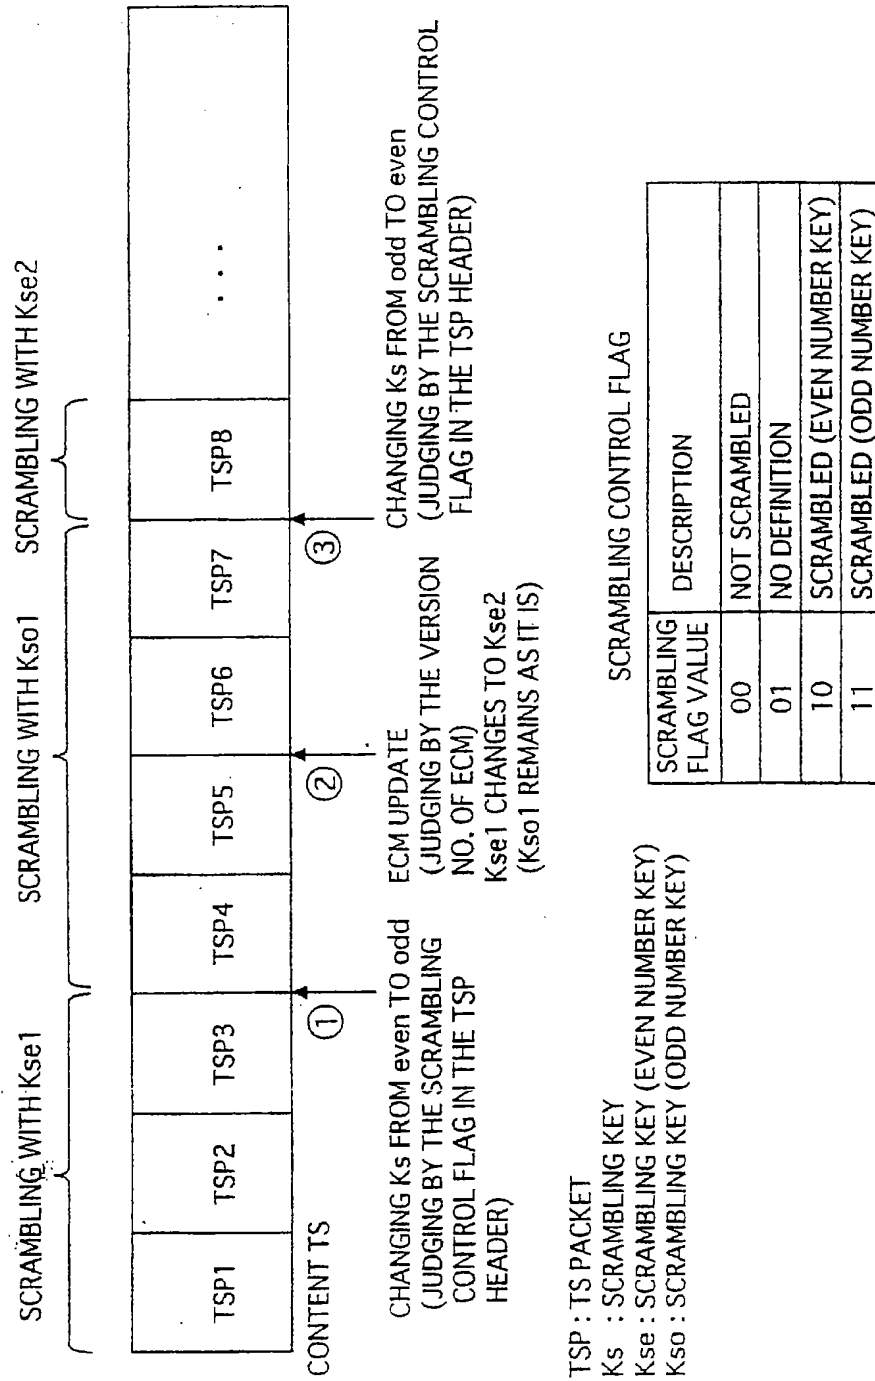 SCRAMBLING WITH Kse1
SCRAMBLING WITH Kso1
SCRAMBLING WITH Kse2
TSP1
TSP2
TSP3
TSP4
TSP5
TSP6
TSP7
TSP8
. . .
CONTENT TS
①
②
③
CHANGING Ks FROM even TO odd
(JUDGING BY THE SCRAMBLING
CONTROL FLAG IN THE TSP
HEADER)
ECM UPDATE
(JUDGING BY THE VERSION
NO. OF ECM)
Kse1 CHANGES TO Kse2
(Kso1 REMAINS AS IT IS)
CHANGING Ks FROM odd TO even
(JUDGING BY THE SCRAMBLING CONTROL
FLAG IN THE TSP HEADER)
TSP : TS PACKET
Ks : SCRAMBLING KEY
Kse : SCRAMBLING KEY (EVEN NUMBER KEY)
Kso : SCRAMBLING KEY (ODD NUMBER KEY)
SCRAMBLING CONTROL FLAG
SCRAMBLING
FLAG VALUE
DESCRIPTION
00
NOT SCRAMBLED
01
NO DEFINITION
10
SCRAMBLED (EVEN NUMBER KEY)
11
SCRAMBLED (ODD NUMBER KEY)